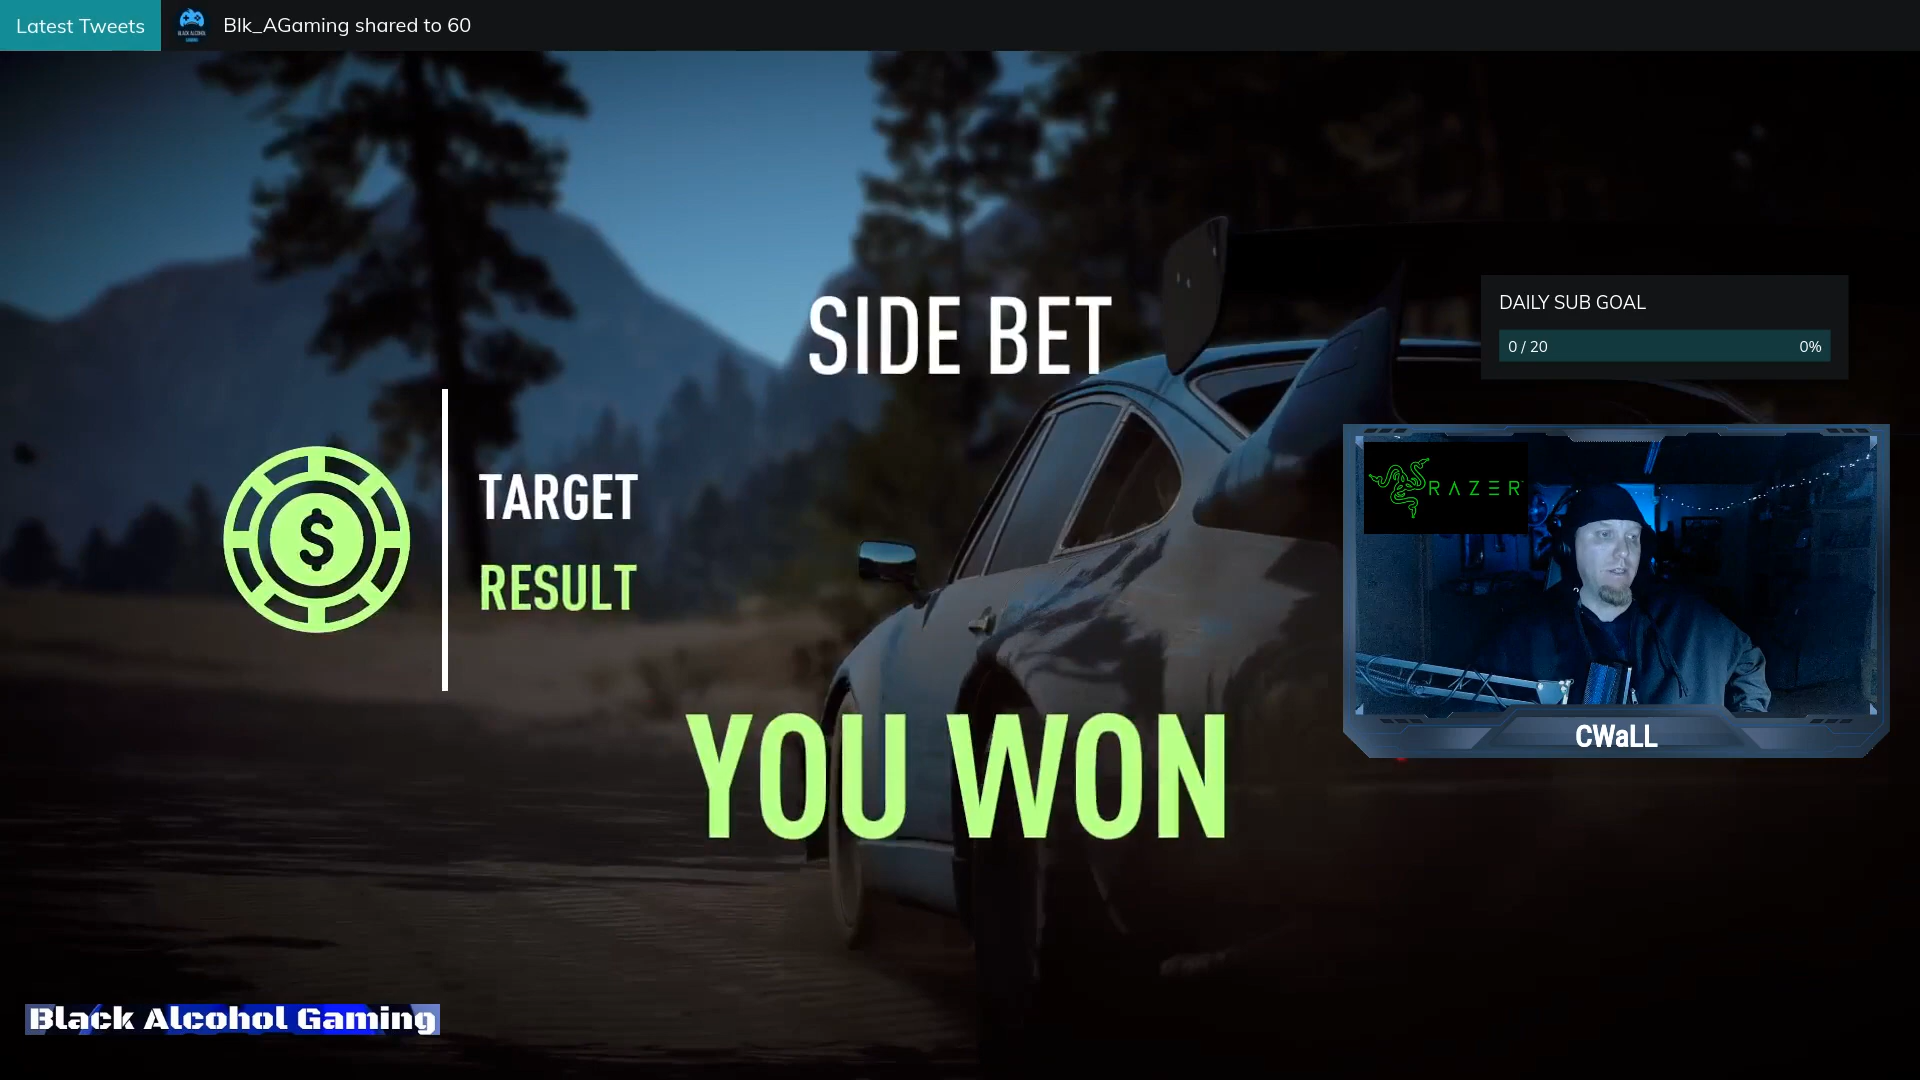 Latest Tweets
Blk_AGaming shared to 60
SIDE BET
DAILY SUB GOAL
0 / 20 0%
TARGET
RESULT
RAZER
YOU WON
CWaLL
Black Alcohol Gaming